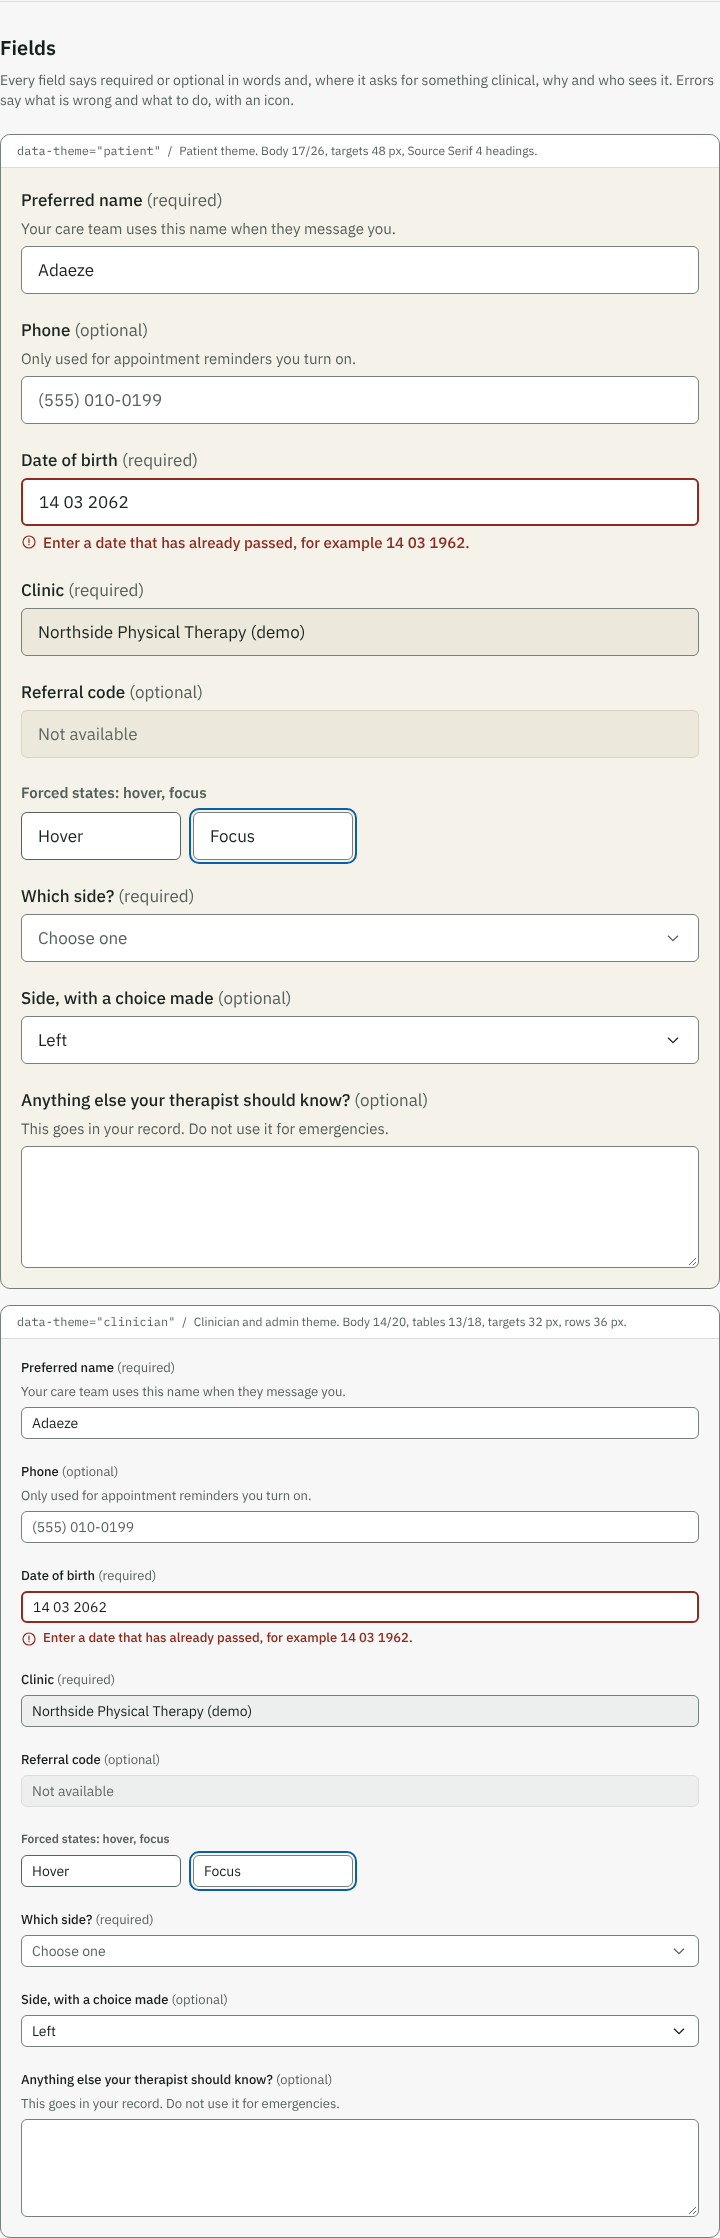 Fields
Every field says required or optional in words and, where it asks for something clinical, why and who sees it. Errors
say what is wrong and what to do, with an icon.
data-theme="patient" / Patient theme. Body 17/26, targets 48 px, Source Serif 4 headings.
Preferred name (required)
Your care team uses this name when they message you.
Adaeze
Phone (optional)
Only used for appointment reminders you turn on.
(555) 010-0199
Date of birth (required)
14 03 2062
Enter a date that has already passed, for example 14 03 1962.
Clinic (required)
Northside Physical Therapy (demo)
Referral code (optional)
Not available
Forced states: hover, focus
Hover Focus
Which side? (required)
Choose one
Side, with a choice made (optional)
Left
Anything else your therapist should know? (optional)
This goes in your record. Do not use it for emergencies.
data-theme="clinician" / Clinician and admin theme. Body 14/20, tables 13/18, targets 32 px, rows 36 px.
Preferred name (required)
Your care team uses this name when they message you.
Adaeze
Phone (optional)
Only used for appointment reminders you turn on.
(555) 010-0199
Date of birth (required)
14 03 2062
Enter a date that has already passed, for example 14 03 1962.
Clinic (required)
Northside Physical Therapy (demo)
Referral code (optional)
Not available
Forced states: hover, focus
Hover Focus
Which side? (required)
Choose one
Side, with a choice made (optional)
Left
Anything else your therapist should know? (optional)
This goes in your record. Do not use it for emergencies.